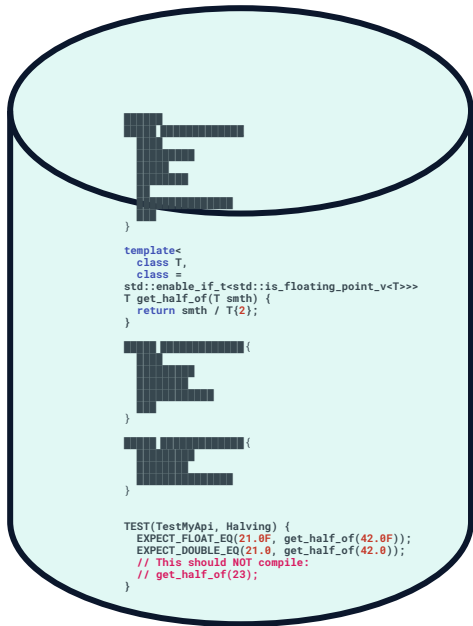 }
template<
class T,
class =
std::enable_if_t<std::is_floating_point_v<T>>>
T get_half_of(T smth) {
return smth / T{2};
}
{
}
{
}
TEST(TestMyApi, Halving) {
EXPECT_FLOAT_EQ(21.0F, get_half_of(42.0F));
EXPECT_DOUBLE_EQ(21.0, get_half_of(42.0));
// This should NOT compile:
// get_half_of(23);
}